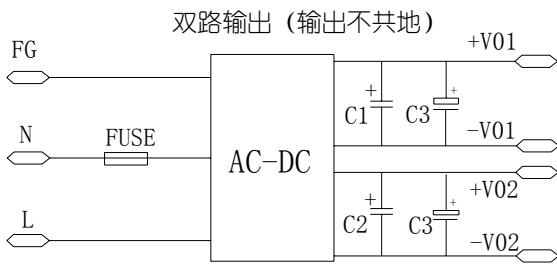 双路输出（输出不共地）
FG
+V01
N
FUSE
AC-DC
+
C1
+
C3
-V01
+V02
L
+
C2
+
C3
-V02